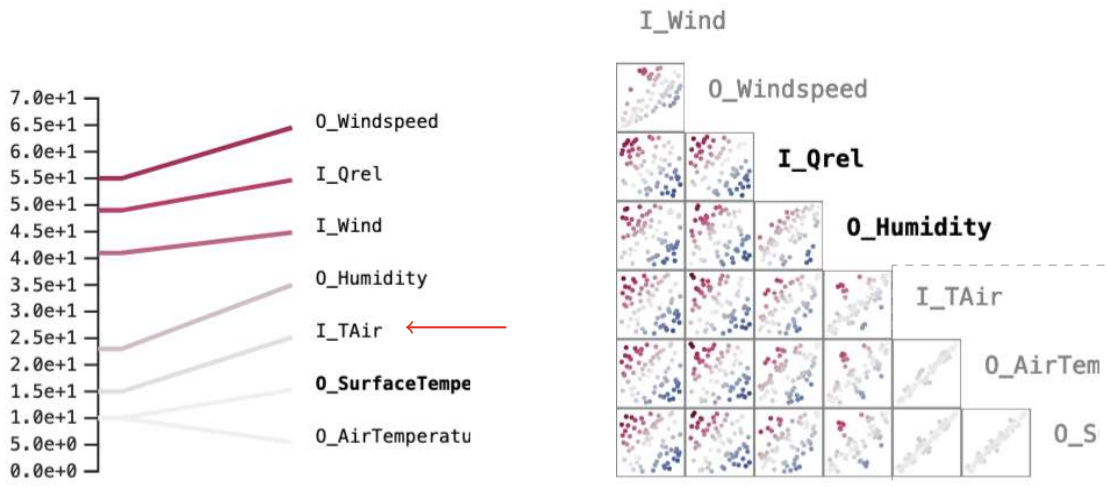 7.0e+1
6.5e+1
6.0e+1
5.5e+1
5.0e+1
4.5e+1
4.0e+1
3.5e+1
3.0e+1
2.5e+1
2.0e+1
1.5e+1
1.0e+1
5.0e+0
0.0e+0
O_Windspeed
I_Qrel
I_Wind
O_Humidity
I_TAir
O_SurfaceTempe
O_AirTemperatu
I_Wind
O_Windspeed
I_Qrel
O_Humidity
I_TAir
O_AirTem
O_S